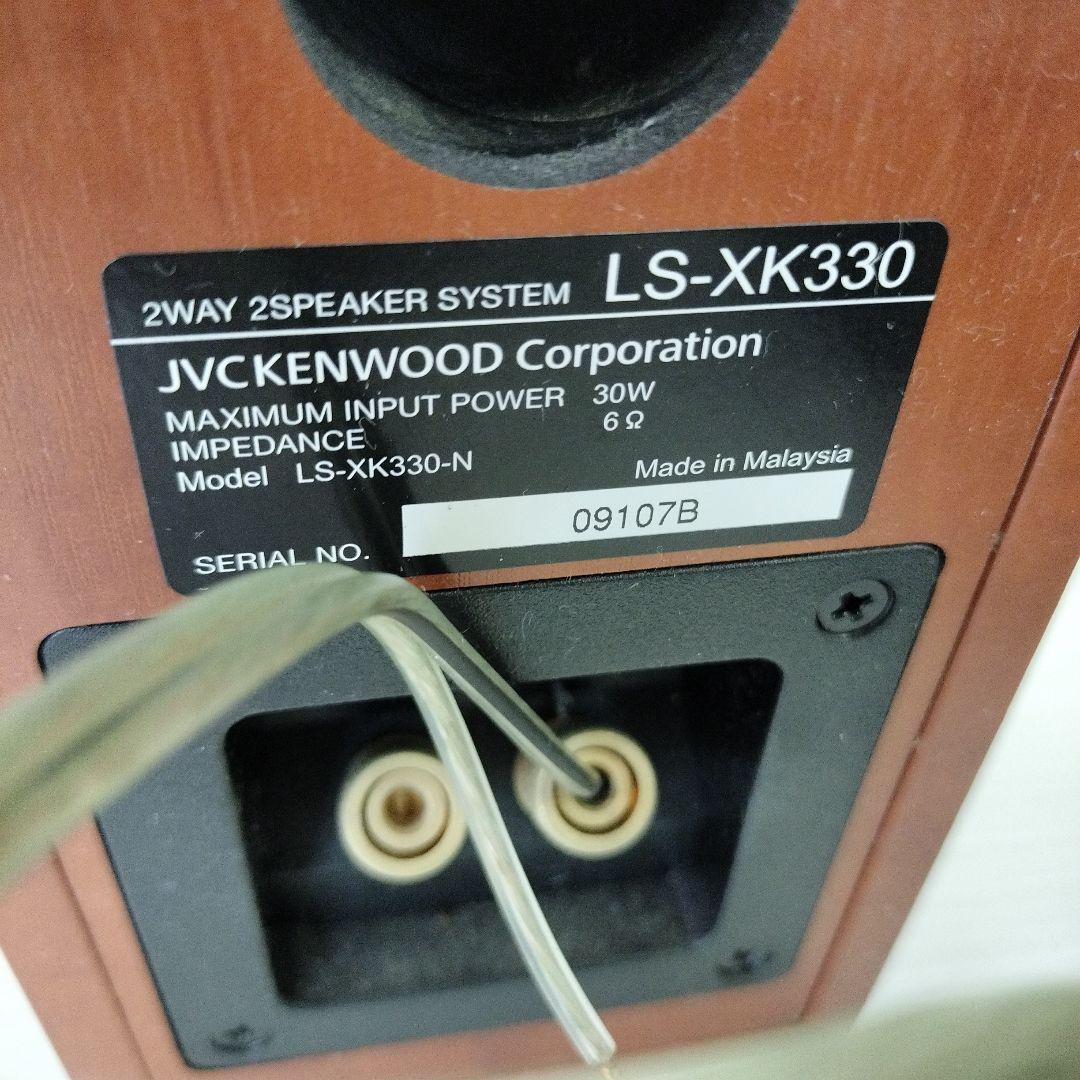 2WAY 2SPEAKER SYSTEM LS-XK330
JVCKENWOOD Corporation
MAXIMUM INPUT POWER 30W
IMPEDANCE 6Ω
Model LS-XK330-N Made in Malaysia
SERIAL NO. 09107B